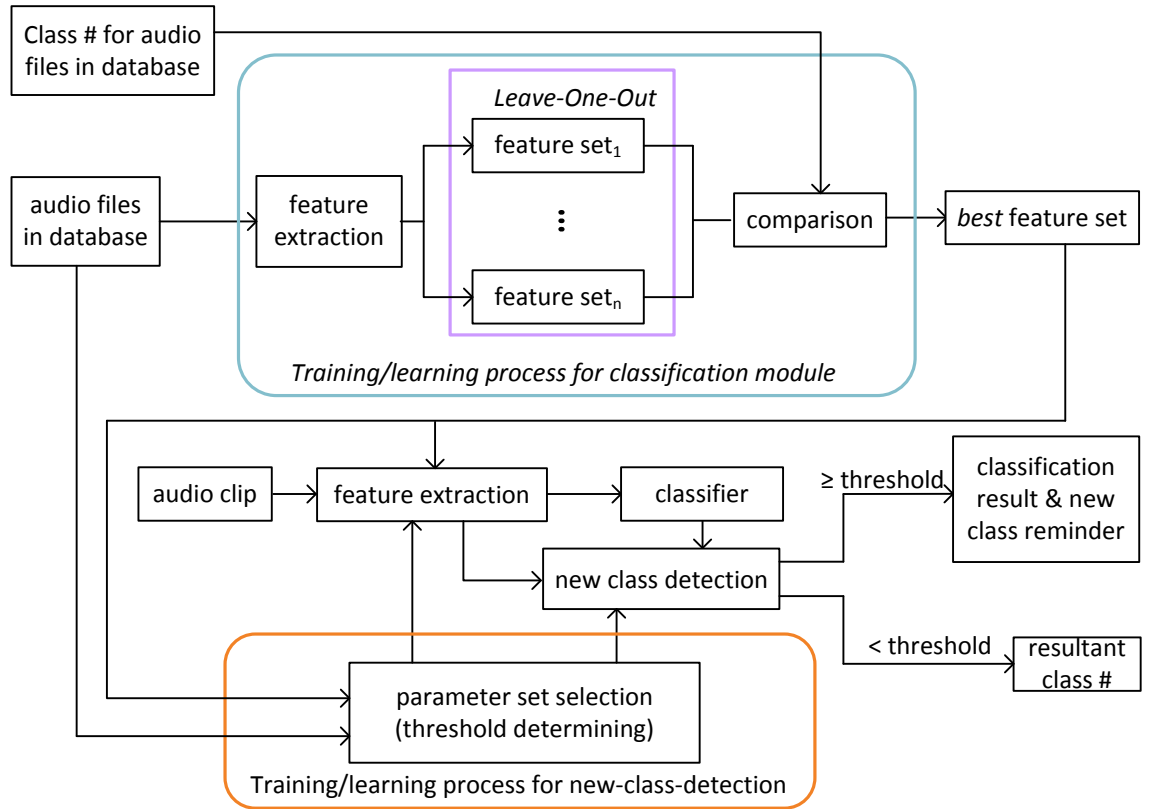 Class # for audio
files in database
Leave-One-Out
feature set₁
audio files
in database
feature
extraction
...
comparison
best feature set
feature setₙ
Training/learning process for classification module
audio clip
feature extraction
classifier
≥ threshold
classification
result & new
class reminder
new class detection
< threshold
resultant
class #
parameter set selection
(threshold determining)
Training/learning process for new-class-detection